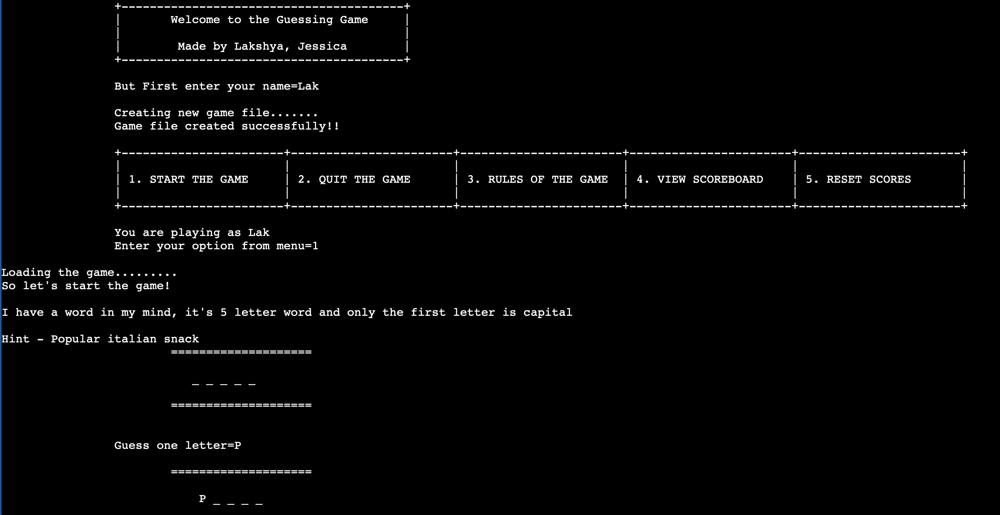 +----------------------------------------+
|       Welcome to the Guessing Game     |
|                                        |
|        Made by Lakshya, Jessica        |
+----------------------------------------+
But First enter your name=Lak
Creating new game file.......
Game file created successfully!!
+-----------------------+-----------------------+-----------------------+-----------------------+-----------------------+
|                       |                       |                       |                       |                       |
| 1. START THE GAME     | 2. QUIT THE GAME      | 3. RULES OF THE GAME  | 4. VIEW SCOREBOARD    | 5. RESET SCORES       |
|                       |                       |                       |                       |                       |
+-----------------------+-----------------------+-----------------------+-----------------------+-----------------------+
You are playing as Lak
Enter your option from menu=1
Loading the game.........
So let's start the game!
I have a word in my mind, it's 5 letter word and only the first letter is capital
Hint - Popular italian snack
====================
_ _ _ _ _
====================
Guess one letter=P
====================
P _ _ _ _